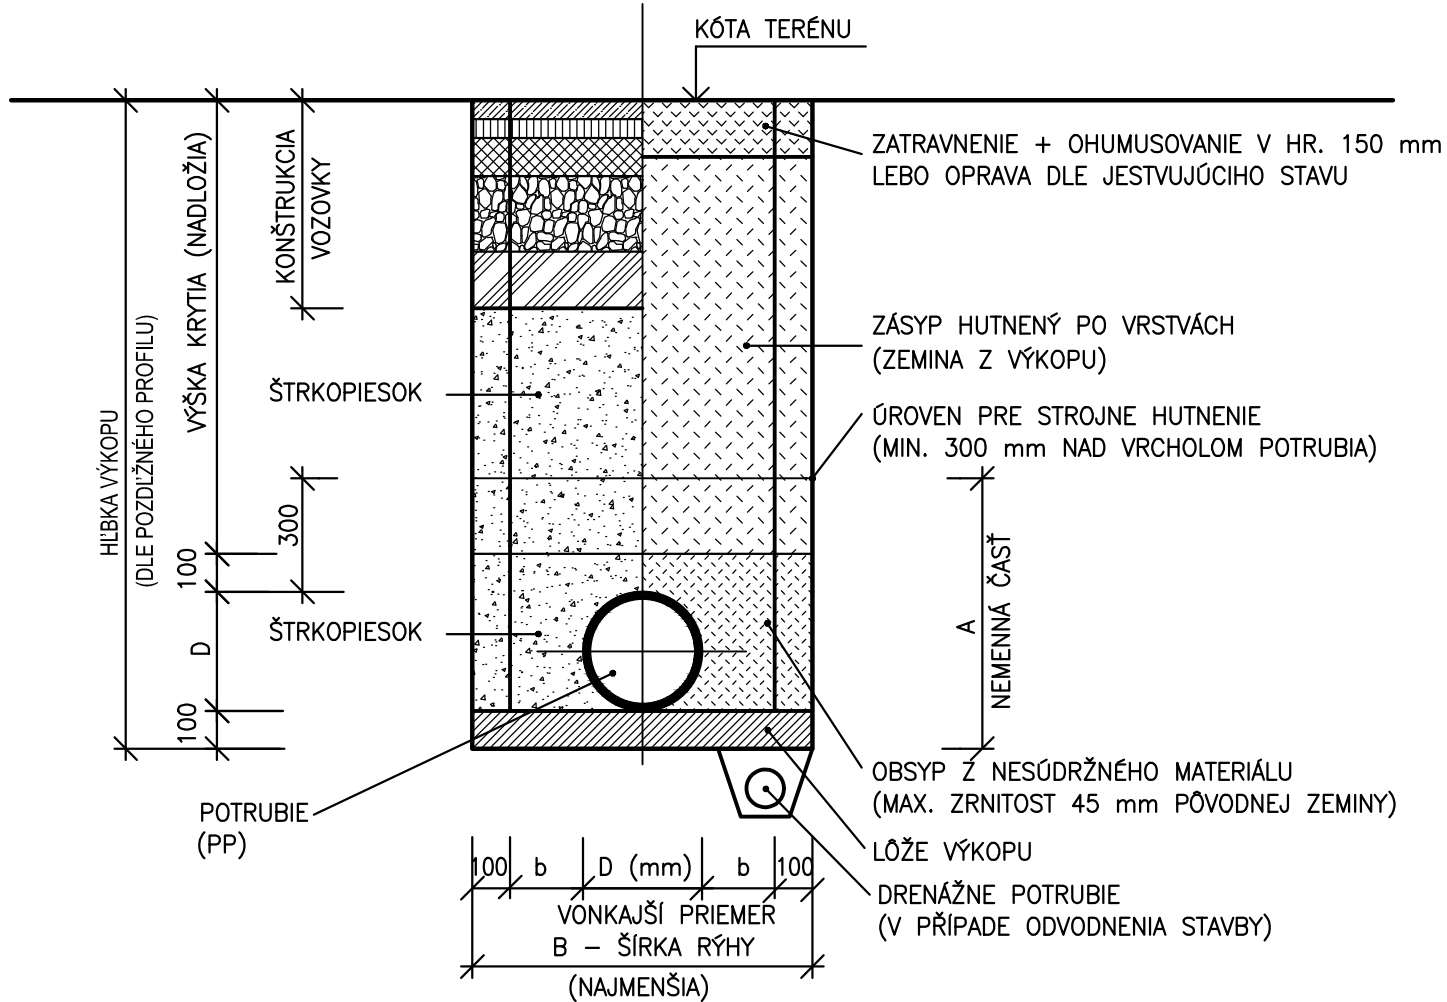 KÓTA TERÉNU
ZATRAVNENIE + OHUMUSOVANIE V HR. 150 mm
LEBO OPRAVA DLE JESTVUJÚCIHO STAVU
KONŠTRUKCIA
VOZOVKY
VÝŠKA KRYTIA (NADLOŽIA)
HĽBKA VÝKOPU
(DLE POZDĽŽNÉHO PROFILU)
ZÁSYP HUTNENÝ PO VRSTVÁCH
(ZEMINA Z VÝKOPU)
ŠTRKOPIESOK
ÚROVEN PRE STROJNE HUTNENIE
(MIN. 300 mm NAD VRCHOLOM POTRUBIA)
300
100
ŠTRKOPIESOK
D
100
A
NEMENNÁ ČASŤ
OBSYP Z NESÚDRŽNÉHO MATERIÁLU
(MAX. ZRNITOST 45 mm PÔVODNEJ ZEMINY)
POTRUBIE
(PP)
LÔŽE VÝKOPU
DRENÁŽNE POTRUBIE
(V PŘÍPADE ODVODNENIA STAVBY)
100 b D (mm) b 100
VONKAJŠÍ PRIEMER
B – ŠÍRKA RÝHY
(NAJMENŠIA)